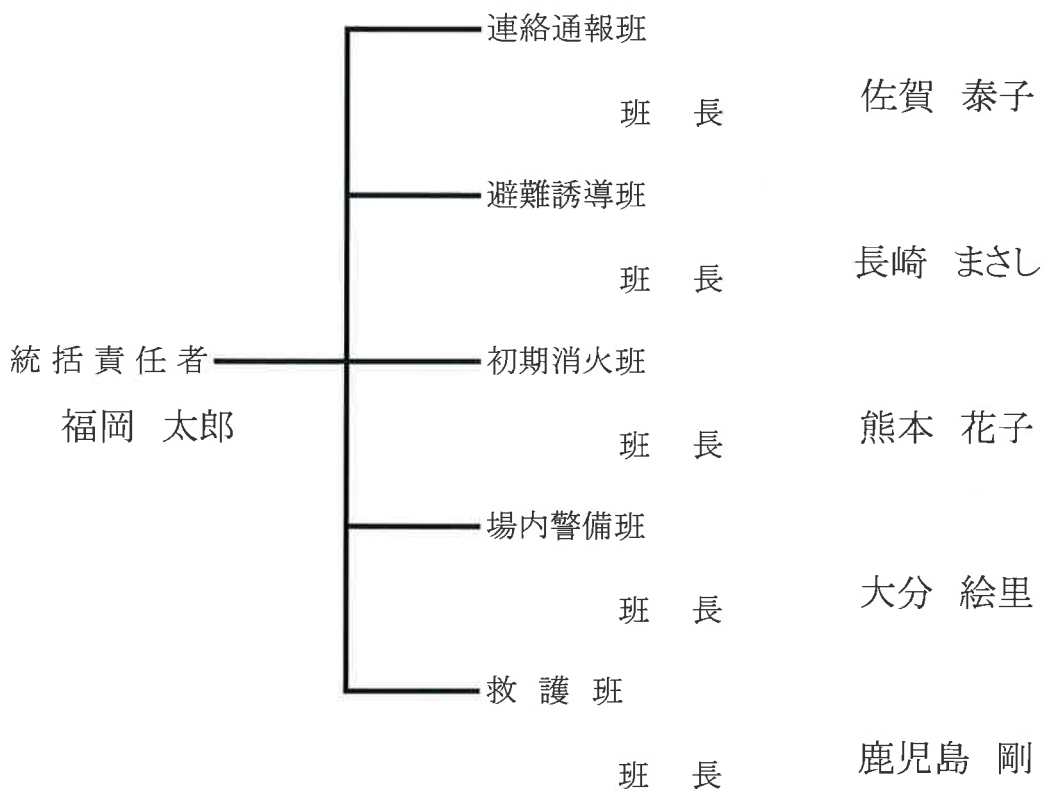 連絡通報班
班 長 佐賀 泰子
避難誘導班
班 長 長崎 まさし
統括責任者 初期消火班
福岡 太郎 班 長 熊本 花子
場内警備班
班 長 大分 絵里
救護班
班 長 鹿児島 剛